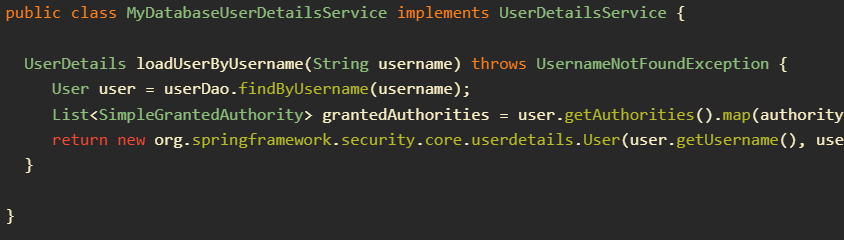 public class MyDatabaseUserDetailsService implements UserDetailsService {
UserDetails loadUserByUsername(String username) throws UsernameNotFoundException {
User user = userDao.findByUsername(username);
List<SimpleGrantedAuthority> grantedAuthorities = user.getAuthorities().map(authority
return new org.springframework.security.core.userdetails.User(user.getUsername(), use
}
}